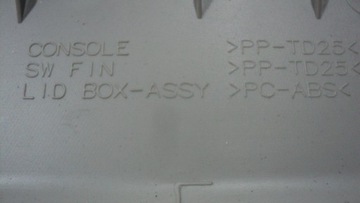 CONSOLE >PP-TD25<
SW FIN >PP-TD25<
LID BOX-ASSY >PC-ABS<